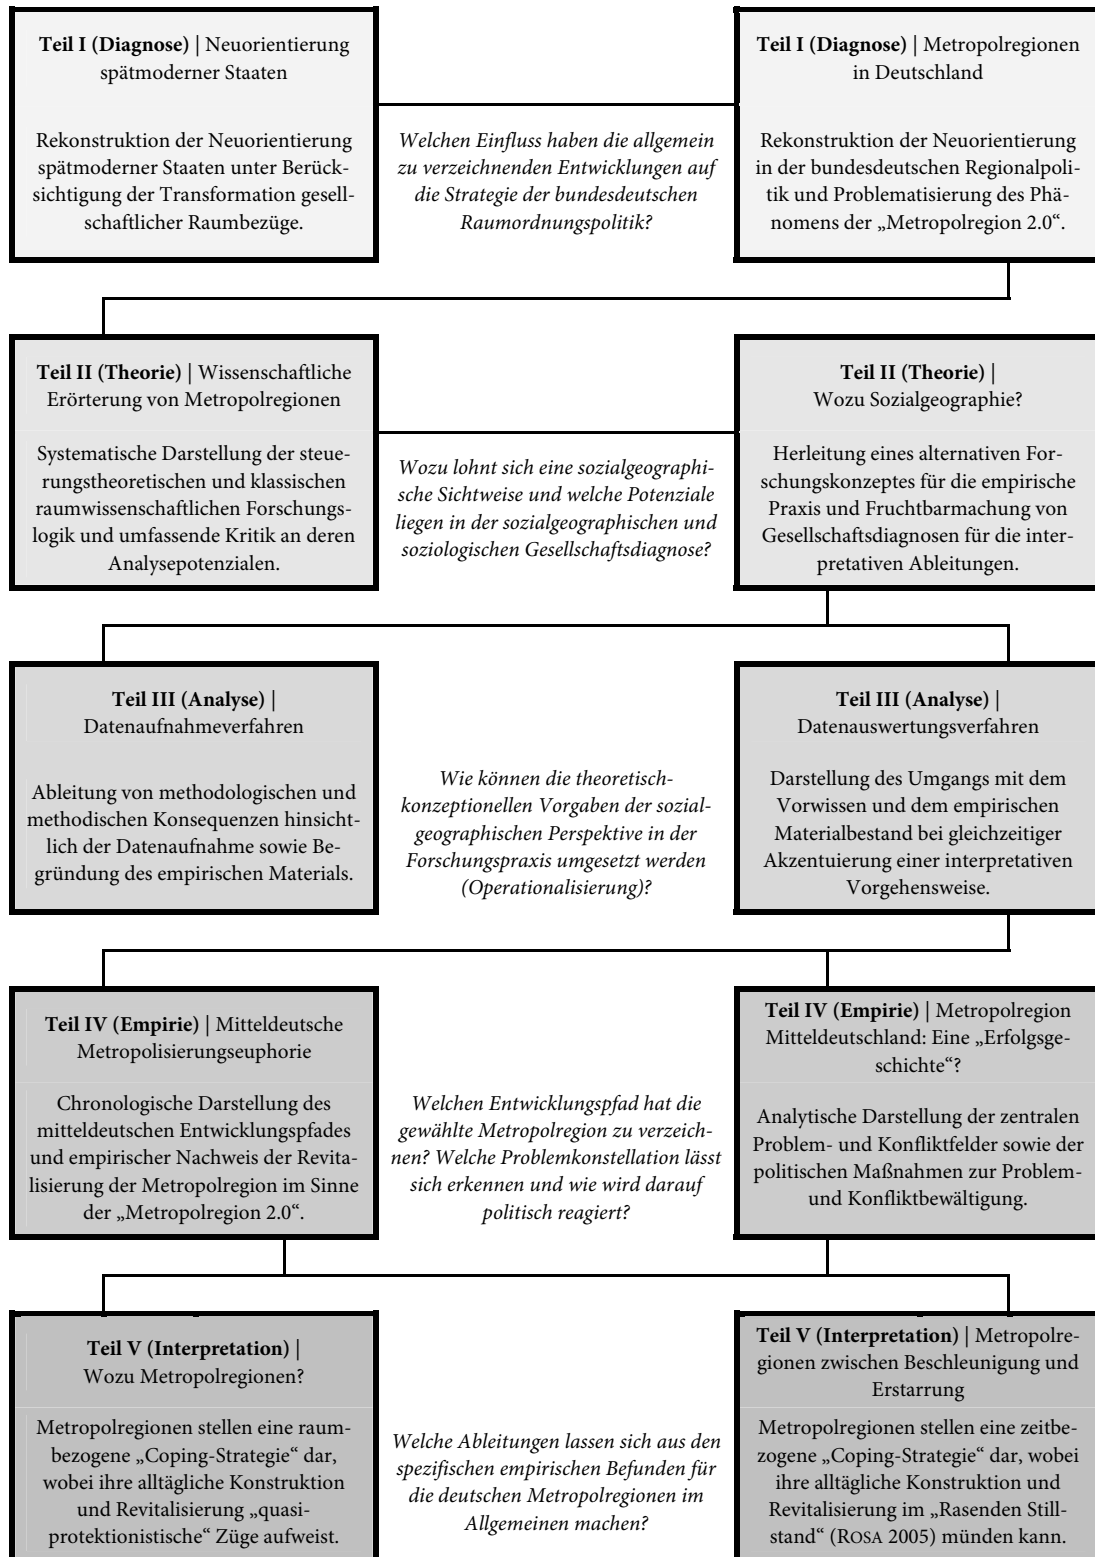 Teil I (Diagnose) | Neuorientierung
spätmoderner Staaten
Rekonstruktion der Neuorientierung
spätmoderner Staaten unter Berück-
sichtigung der Transformation gesell-
schaftlicher Raumbezüge.
Welchen Einfluss haben die allgemein
zu verzeichnenden Entwicklungen auf
die Strategie der bundesdeutschen
Raumordnungspolitik?
Teil I (Diagnose) | Metropolregionen
in Deutschland
Rekonstruktion der Neuorientierung
in der bundesdeutschen Regionalpoli-
tik und Problematisierung des Phä-
nomens der „Metropolregion 2.0“.
Teil II (Theorie) | Wissenschaftliche
Erörterung von Metropolregionen
Systematische Darstellung der steue-
rungstheoretischen und klassischen
raumwissenschaftlichen Forschungs-
logik und umfassende Kritik an deren
Analysepotenzialen.
Wozu lohnt sich eine sozialgeographi-
sche Sichtweise und welche Potenziale
liegen in der sozialgeographischen und
soziologischen Gesellschaftsdiagnose?
Teil II (Theorie) |
Wozu Sozialgeographie?
Herleitung eines alternativen For-
schungskonzeptes für die empirische
Praxis und Fruchtbarmachung von
Gesellschaftsdiagnosen für die inter-
pretativen Ableitungen.
Teil III (Analyse) |
Datenaufnahmeverfahren
Ableitung von methodologischen und
methodischen Konsequenzen hinsicht-
lich der Datenaufnahme sowie Be-
gründung des empirischen Materials.
Wie können die theoretisch-
konzeptionellen Vorgaben der sozial-
geographischen Perspektive in der
Forschungspraxis umgesetzt werden
(Operationalisierung)?
Teil III (Analyse) |
Datenauswertungsverfahren
Darstellung des Umgangs mit dem
Vorwissen und dem empirischen
Materialbestand bei gleichzeitiger
Akzentuierung einer interpretativen
Vorgehensweise.
Teil IV (Empirie) | Mitteldeutsche
Metropolisierungseuphorie
Chronologische Darstellung des
mitteldeutschen Entwicklungspfades
und empirischer Nachweis der Revita-
lisierung der Metropolregion im Sinne
der „Metropolregion 2.0“.
Welchen Entwicklungspfad hat die
gewählte Metropolregion zu verzeich-
nen? Welche Problemkonstellation lässt
sich erkennen und wie wird darauf
politisch reagiert?
Teil IV (Empirie) | Metropolregion
Mitteldeutschland: Eine „Erfolgsge-
schichte“?
Analytische Darstellung der zentralen
Problem- und Konfliktfelder sowie der
politischen Maßnahmen zur Problem-
und Konfliktbewältigung.
Teil V (Interpretation) |
Wozu Metropolregionen?
Metropolregionen stellen eine raum-
bezogene „Coping-Strategie“ dar,
wobei ihre alltägliche Konstruktion
und Revitalisierung „quasi-
protektionistische“ Züge aufweist.
Welche Ableitungen lassen sich aus den
spezifischen empirischen Befunden für
die deutschen Metropolregionen im
Allgemeinen machen?
Teil V (Interpretation) | Metropolre-
gionen zwischen Beschleunigung und
Erstarrung
Metropolregionen stellen eine zeitbe-
zogene „Coping-Strategie“ dar, wobei
ihre alltägliche Konstruktion und
Revitalisierung im „Rasenden Still-
stand“ (ROSA 2005) münden kann.